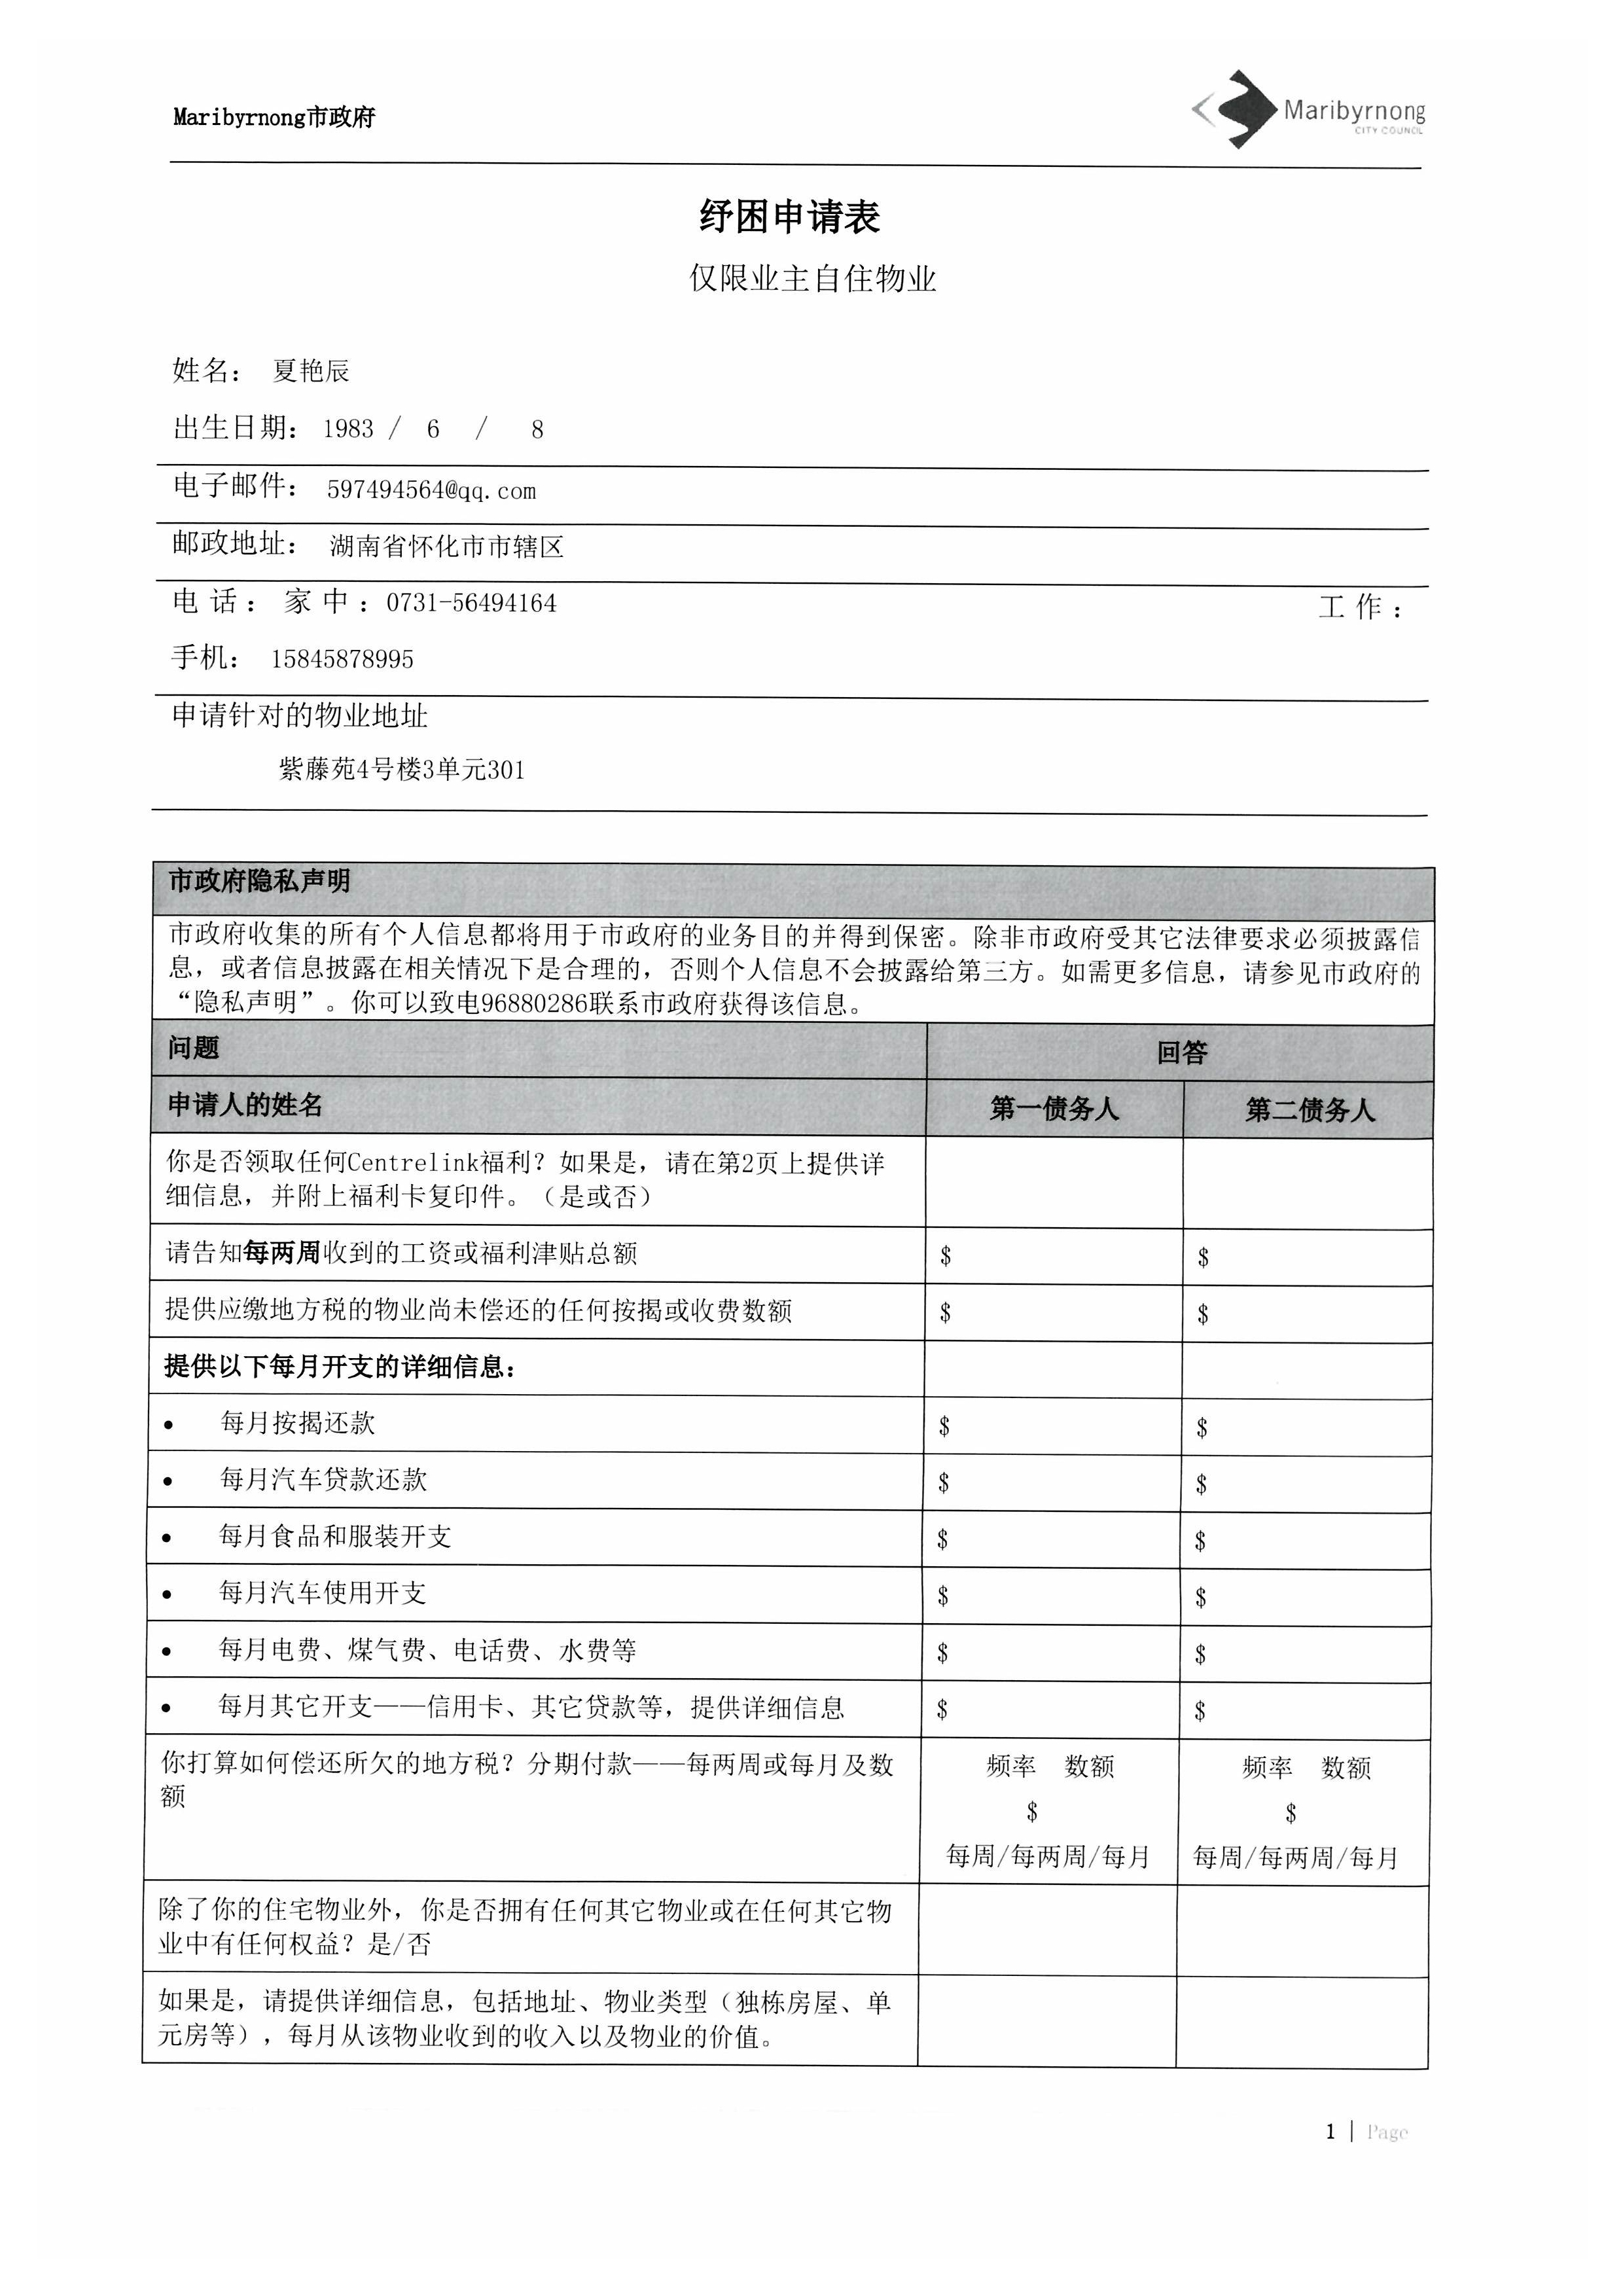 Maribyrnong市政府
Maribyrnong
CITY COUNCIL
纾困申请表
仅限业主自住物业
姓名： 夏艳辰
出生日期： 1983 / 6 / 8
电子邮件： 597494564@qq.com
邮政地址： 湖南省怀化市市辖区
电话：家中：0731-56494164 工作：
手机： 15845878995
申请针对的物业地址
紫藤苑4号楼3单元301
市政府隐私声明
市政府收集的所有个人信息都将用于市政府的业务目的并得到保密。除非市政府受其它法律要求必须披露信
息，或者信息披露在相关情况下是合理的，否则个人信息不会披露给第三方。如需更多信息，请参见市政府的
“隐私声明”。你可以致电96880286联系市政府获得该信息。
问题 回答
申请人的姓名 第一债务人 第二债务人
你是否领取任何Centrelink福利？如果是，请在第2页上提供详
细信息，并附上福利卡复印件。（是或否）
请告知每两周收到的工资或福利津贴总额 $ $
提供应缴地方税的物业尚未偿还的任何按揭或收费数额 $ $
提供以下每月开支的详细信息：
• 每月按揭还款 $ $
• 每月汽车贷款还款 $ $
• 每月食品和服装开支 $ $
• 每月汽车使用开支 $ $
• 每月电费、煤气费、电话费、水费等 $ $
• 每月其它开支——信用卡、其它贷款等，提供详细信息 $ $
你打算如何偿还所欠的地方税？分期付款——每两周或每月及数 频率 数额 频率 数额
额
$ $
每周/每两周/每月 每周/每两周/每月
除了你的住宅物业外，你是否拥有任何其它物业或在任何其它物
业中有任何权益？是/否
如果是，请提供详细信息，包括地址、物业类型（独栋房屋、单
元房等），每月从该物业收到的收入以及物业的价值。
1 | Page